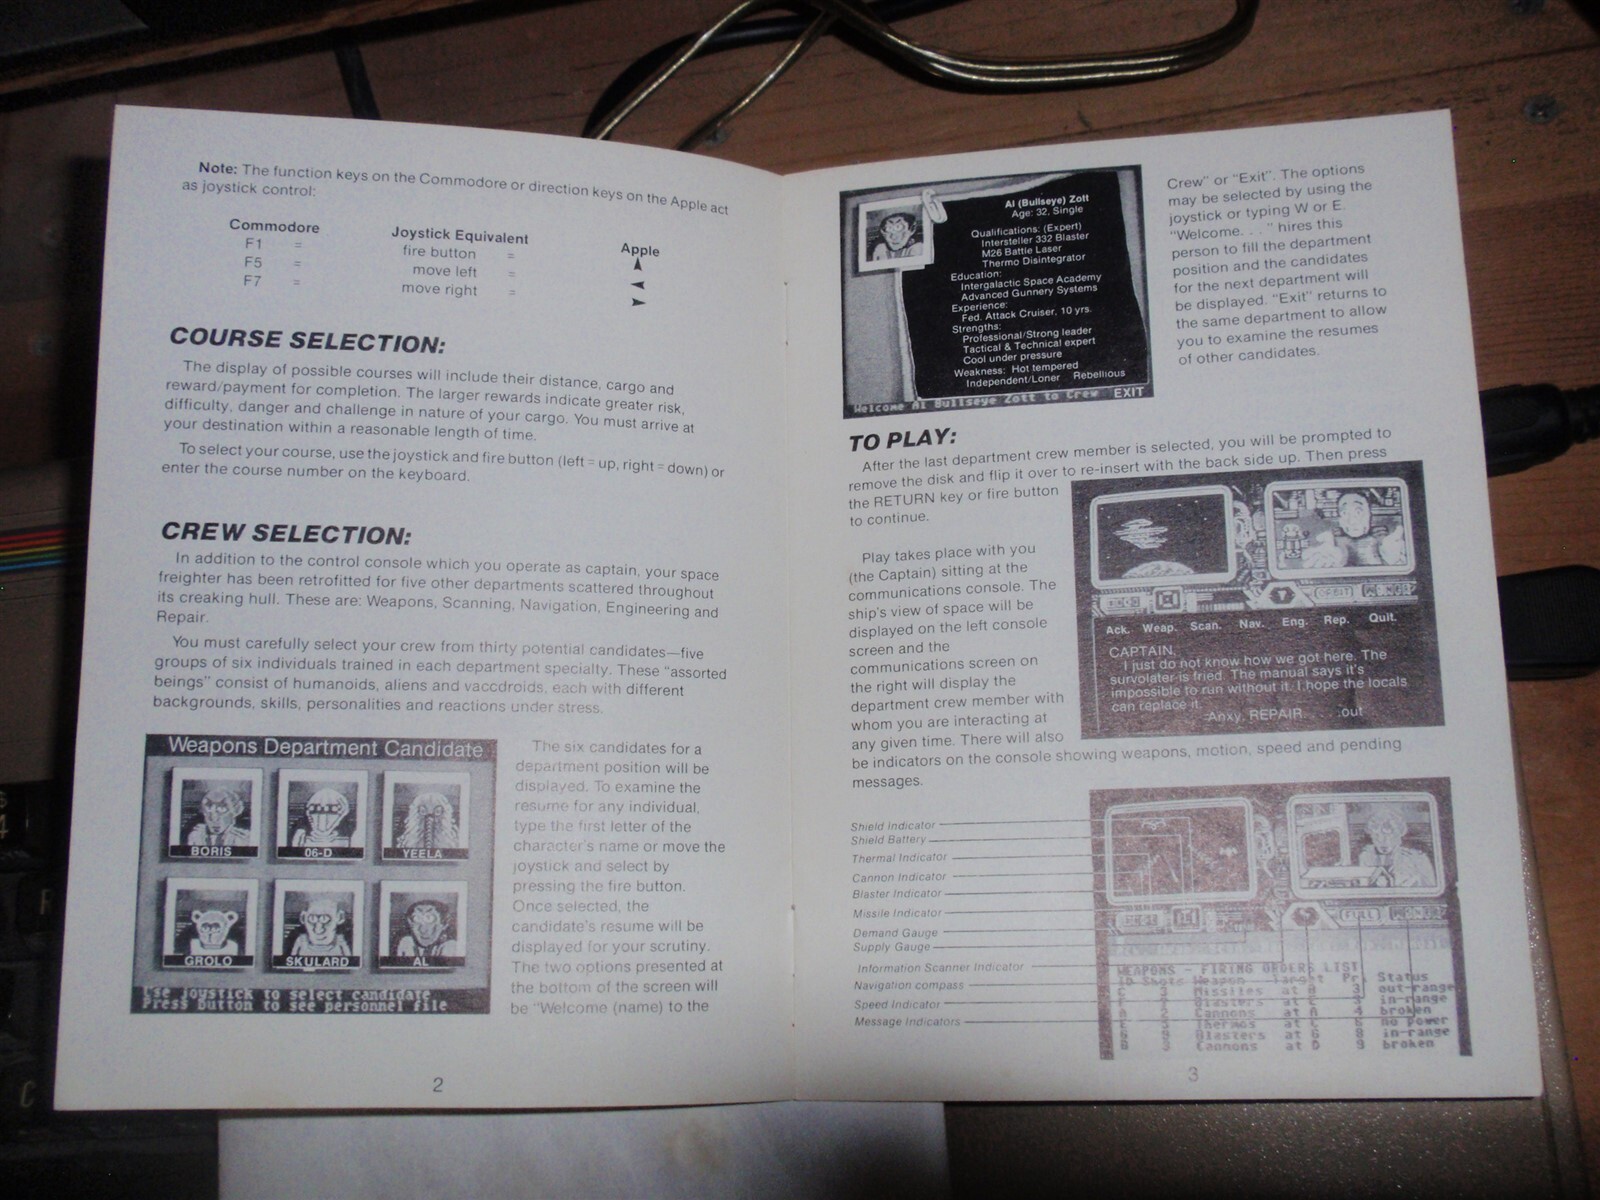 Note: The function keys on the Commodore or direction keys on the Apple act
as joystick control:
Commodore Joystick Equivalent Apple
F1 = fire button =
F5 = move left =
F7 = move right =
COURSE SELECTION:
The display of possible courses will include their distance, cargo and
reward/payment for completion. The larger rewards indicate greater risk,
difficulty, danger and challenge in nature of your cargo. You must arrive at
your destination within a reasonable length of time.
To select your course, use the joystick and fire button (left = up, right = down) or
enter the course number on the keyboard.
CREW SELECTION:
In addition to the control console which you operate as captain, your space
freighter has been retrofitted for five other departments scattered throughout
its creaking hull. These are: Weapons, Scanning, Navigation, Engineering and
Repair.
You must carefully select your crew from thirty potential candidates—five
groups of six individuals trained in each department specialty. These "assorted
beings" consist of humanoids, aliens and vaccdroids, each with different
backgrounds, skills, personalities and reactions under stress.
Weapons Department Candidate
BORIS
06-D
YEELA
GROLO
SKULARD
AL
Use joystick to select candidate
Press button to see personnel file
The six candidates for a
department position will be
displayed. To examine the
resume for any individual,
type the first letter of the
character's name or move the
joystick and select by
pressing the fire button.
Once selected, the
candidate's resume will be
displayed for your scrutiny.
The two options presented at
the bottom of the screen will
be "Welcome (name) to the
2
Al (Bullseye) Zott
Age: 32, Single
Qualifications: (Expert)
Intersteller 332 Blaster
M26 Battle Laser
Thermo Disintegrator
Education:
Intergalactic Space Academy
Advanced Gunnery Systems
Experience:
Fed. Attack Cruiser, 10 yrs.
Strengths:
Professional/Strong leader
Tactical & Technical expert
Cool under pressure
Weakness: Hot tempered
Independent/Loner Rebellious
Welcome Al Bullseye Zott to Crew EXIT
Crew" or "Exit". The options
may be selected by using the
joystick or typing W or E.
"Welcome. . . " hires this
person to fill the department
position and the candidates
for the next department will
be displayed. "Exit" returns to
the same department to allow
you to examine the resumes
of other candidates.
TO PLAY:
After the last department crew member is selected, you will be prompted to
remove the disk and flip it over to re-insert with the back side up. Then press
the RETURN key or fire button
to continue.
Play takes place with you
(the Captain) sitting at the
communications console. The
ship's view of space will be
displayed on the left console
screen and the
communications screen on
the right will display the
department crew member with
whom you are interacting at
any given time. There will also
be indicators on the console showing weapons, motion, speed and pending
messages.
ORBIT
Ack. Weap. Scan. Nav. Eng. Rep. Quit.
CAPTAIN,
I just do not know how we got here. The
survolater is fried. The manual says it's
impossible to run without it. I hope the locals
can replace it.
Anxy, REPAIR. . . . .out
Shield Indicator
Shield Battery
Thermal Indicator
Cannon Indicator
Blaster Indicator
Missile Indicator
Demand Gauge
Supply Gauge
Information Scanner Indicator
Navigation compass
Speed Indicator
Message Indicators
FULL
WEAPONS - FIRING ORDERS LIST
ID Shots Weapon Target Pr Status
3 Missiles at B 3 out-range
Blasters at C in-range
A 2 Cannons at A 4 broken
Thermos at C 6 no power
G 9 Blasters at G 8 in-range
B 3 Cannons at D 9 broken
3